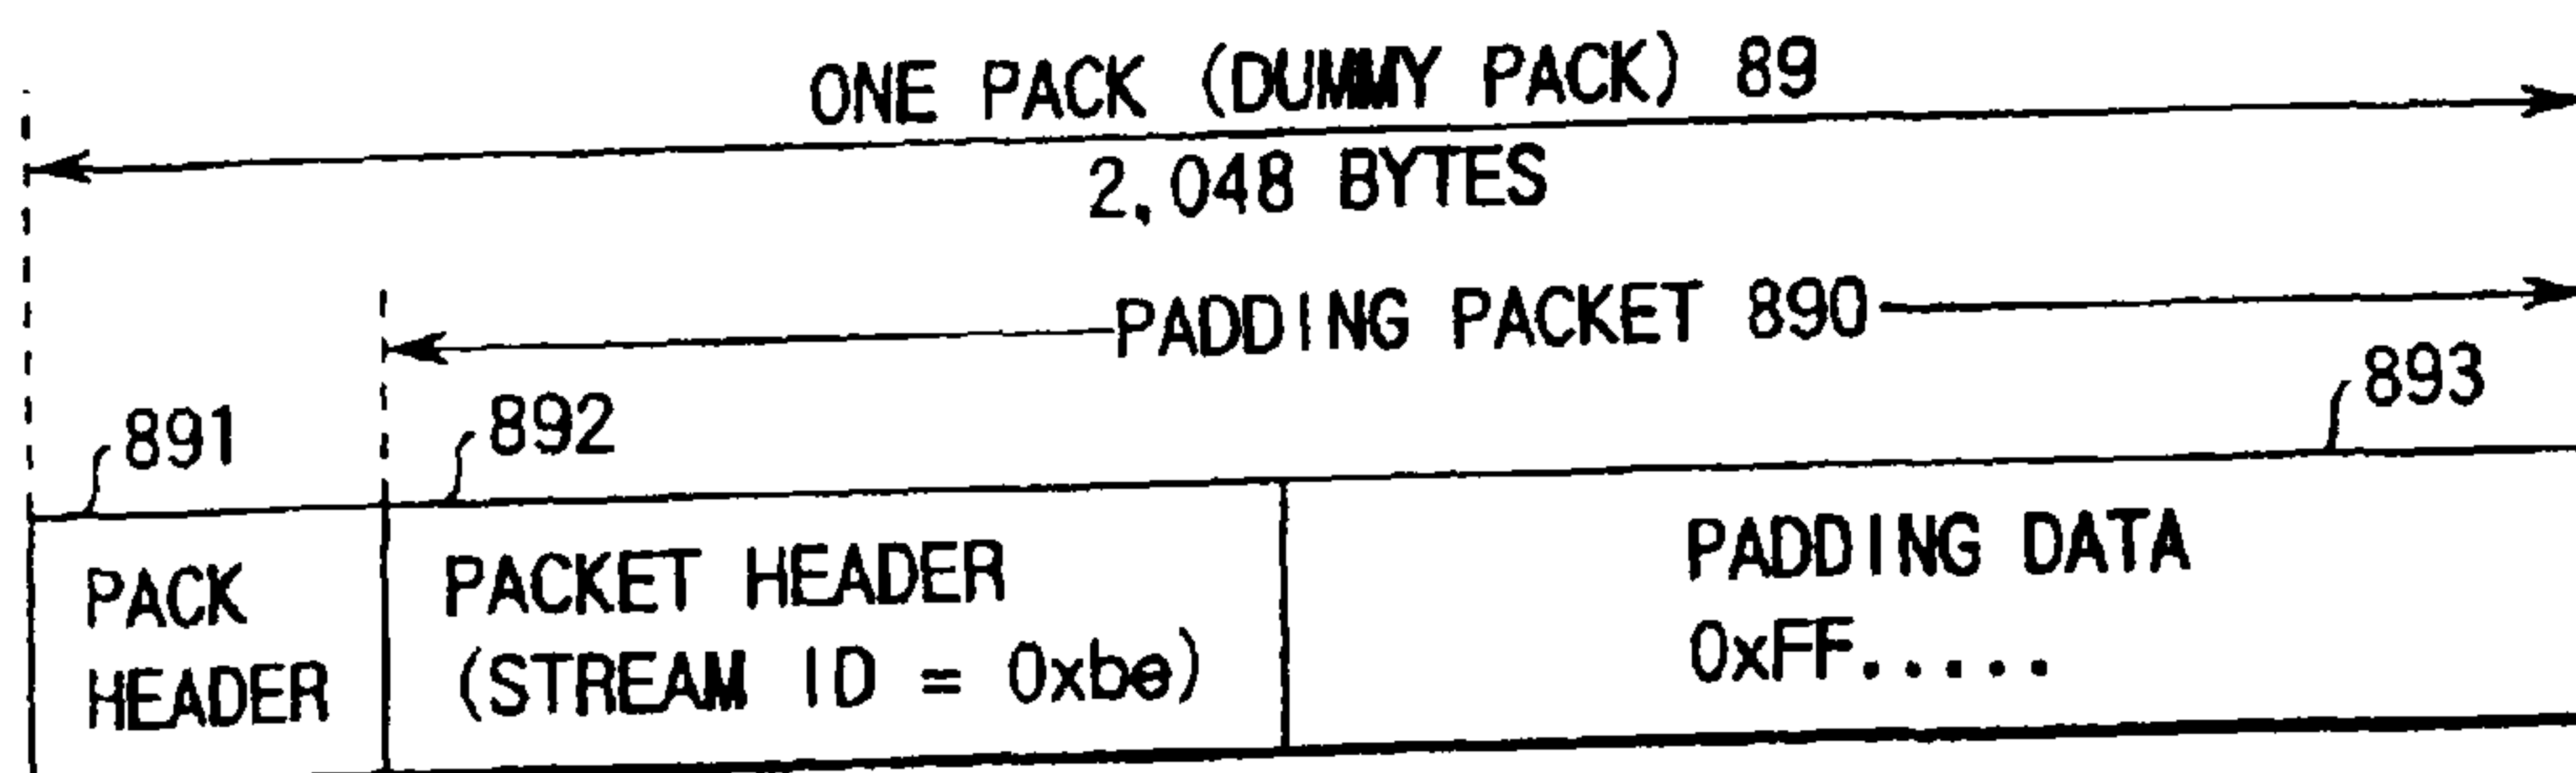 ONE PACK (DUMMY PACK) 89
2,048 BYTES
PADDING PACKET 890
891
892
893
PACK
HEADER
PACKET HEADER
(STREAM ID = 0xbe)
PADDING DATA
0xFF.....